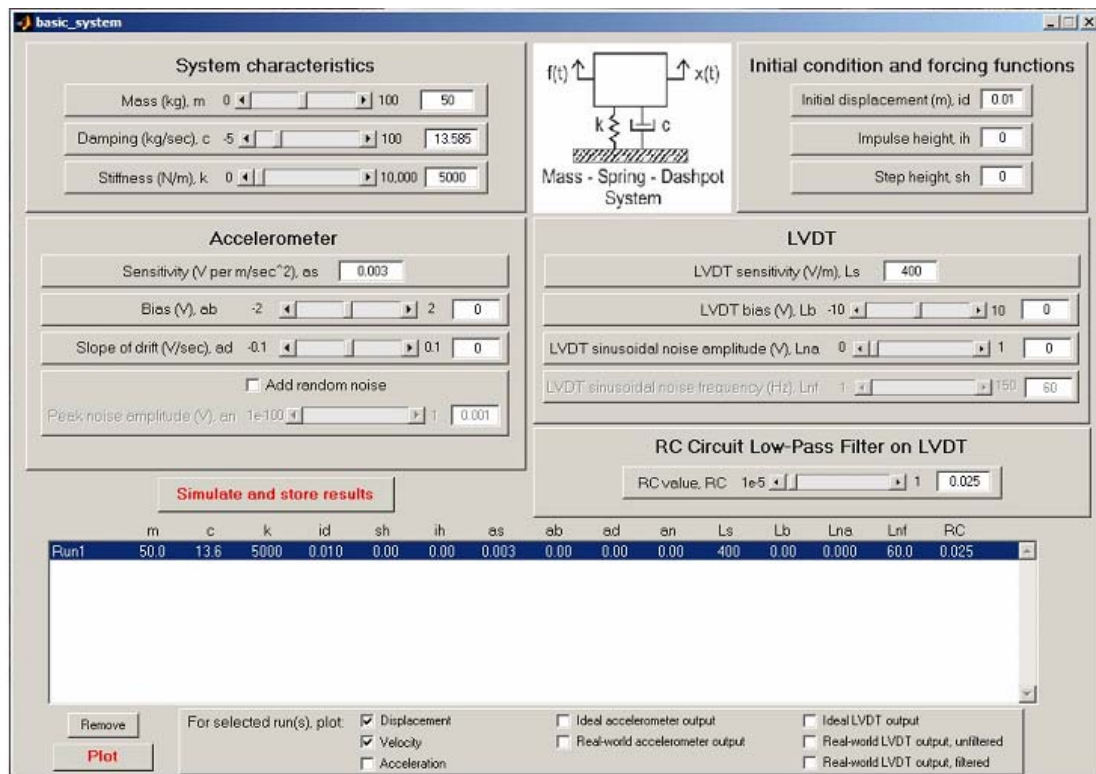 basic_system
System characteristics
Mass (kg), m 0 100 50
Damping (kg/sec), c -5 100 13.585
Stiffness (N/m), k 0 10,000 5000
f(t) x(t)
k c
Mass - Spring - Dashpot
System
Initial condition and forcing functions
Initial displacement (m), id 0.01
Impulse height, ih 0
Step height, sh 0
Accelerometer
Sensitivity (V per m/sec^2), as 0.003
Bias (V), ab -2 2 0
Slope of drift (V/sec), ad -0.1 0.1 0
Add random noise
Peak noise amplitude (V), an 1e-100 1 0.001
LVDT
LVDT sensitivity (V/m), Ls 400
LVDT bias (V), Lb -10 10 0
LVDT sinusoidal noise amplitude (V), Lna 0 1 0
LVDT sinusoidal noise frequency (Hz), Lnf 1 150 60
RC Circuit Low-Pass Filter on LVDT
RC value, RC 1e-5 1 0.025
Simulate and store results
m c k id sh ih as ab ad an Ls Lb Lna Lnf RC
Run1 50.0 13.6 5000 0.010 0.00 0.00 0.003 0.00 0.00 0.00 400 0.00 0.000 60.0 0.025
Remove
Plot
For selected run(s), plot:
Displacement
Velocity
Acceleration
Ideal accelerometer output
Real-world accelerometer output
Ideal LVDT output
Real-world LVDT output, unfiltered
Real-world LVDT output, filtered